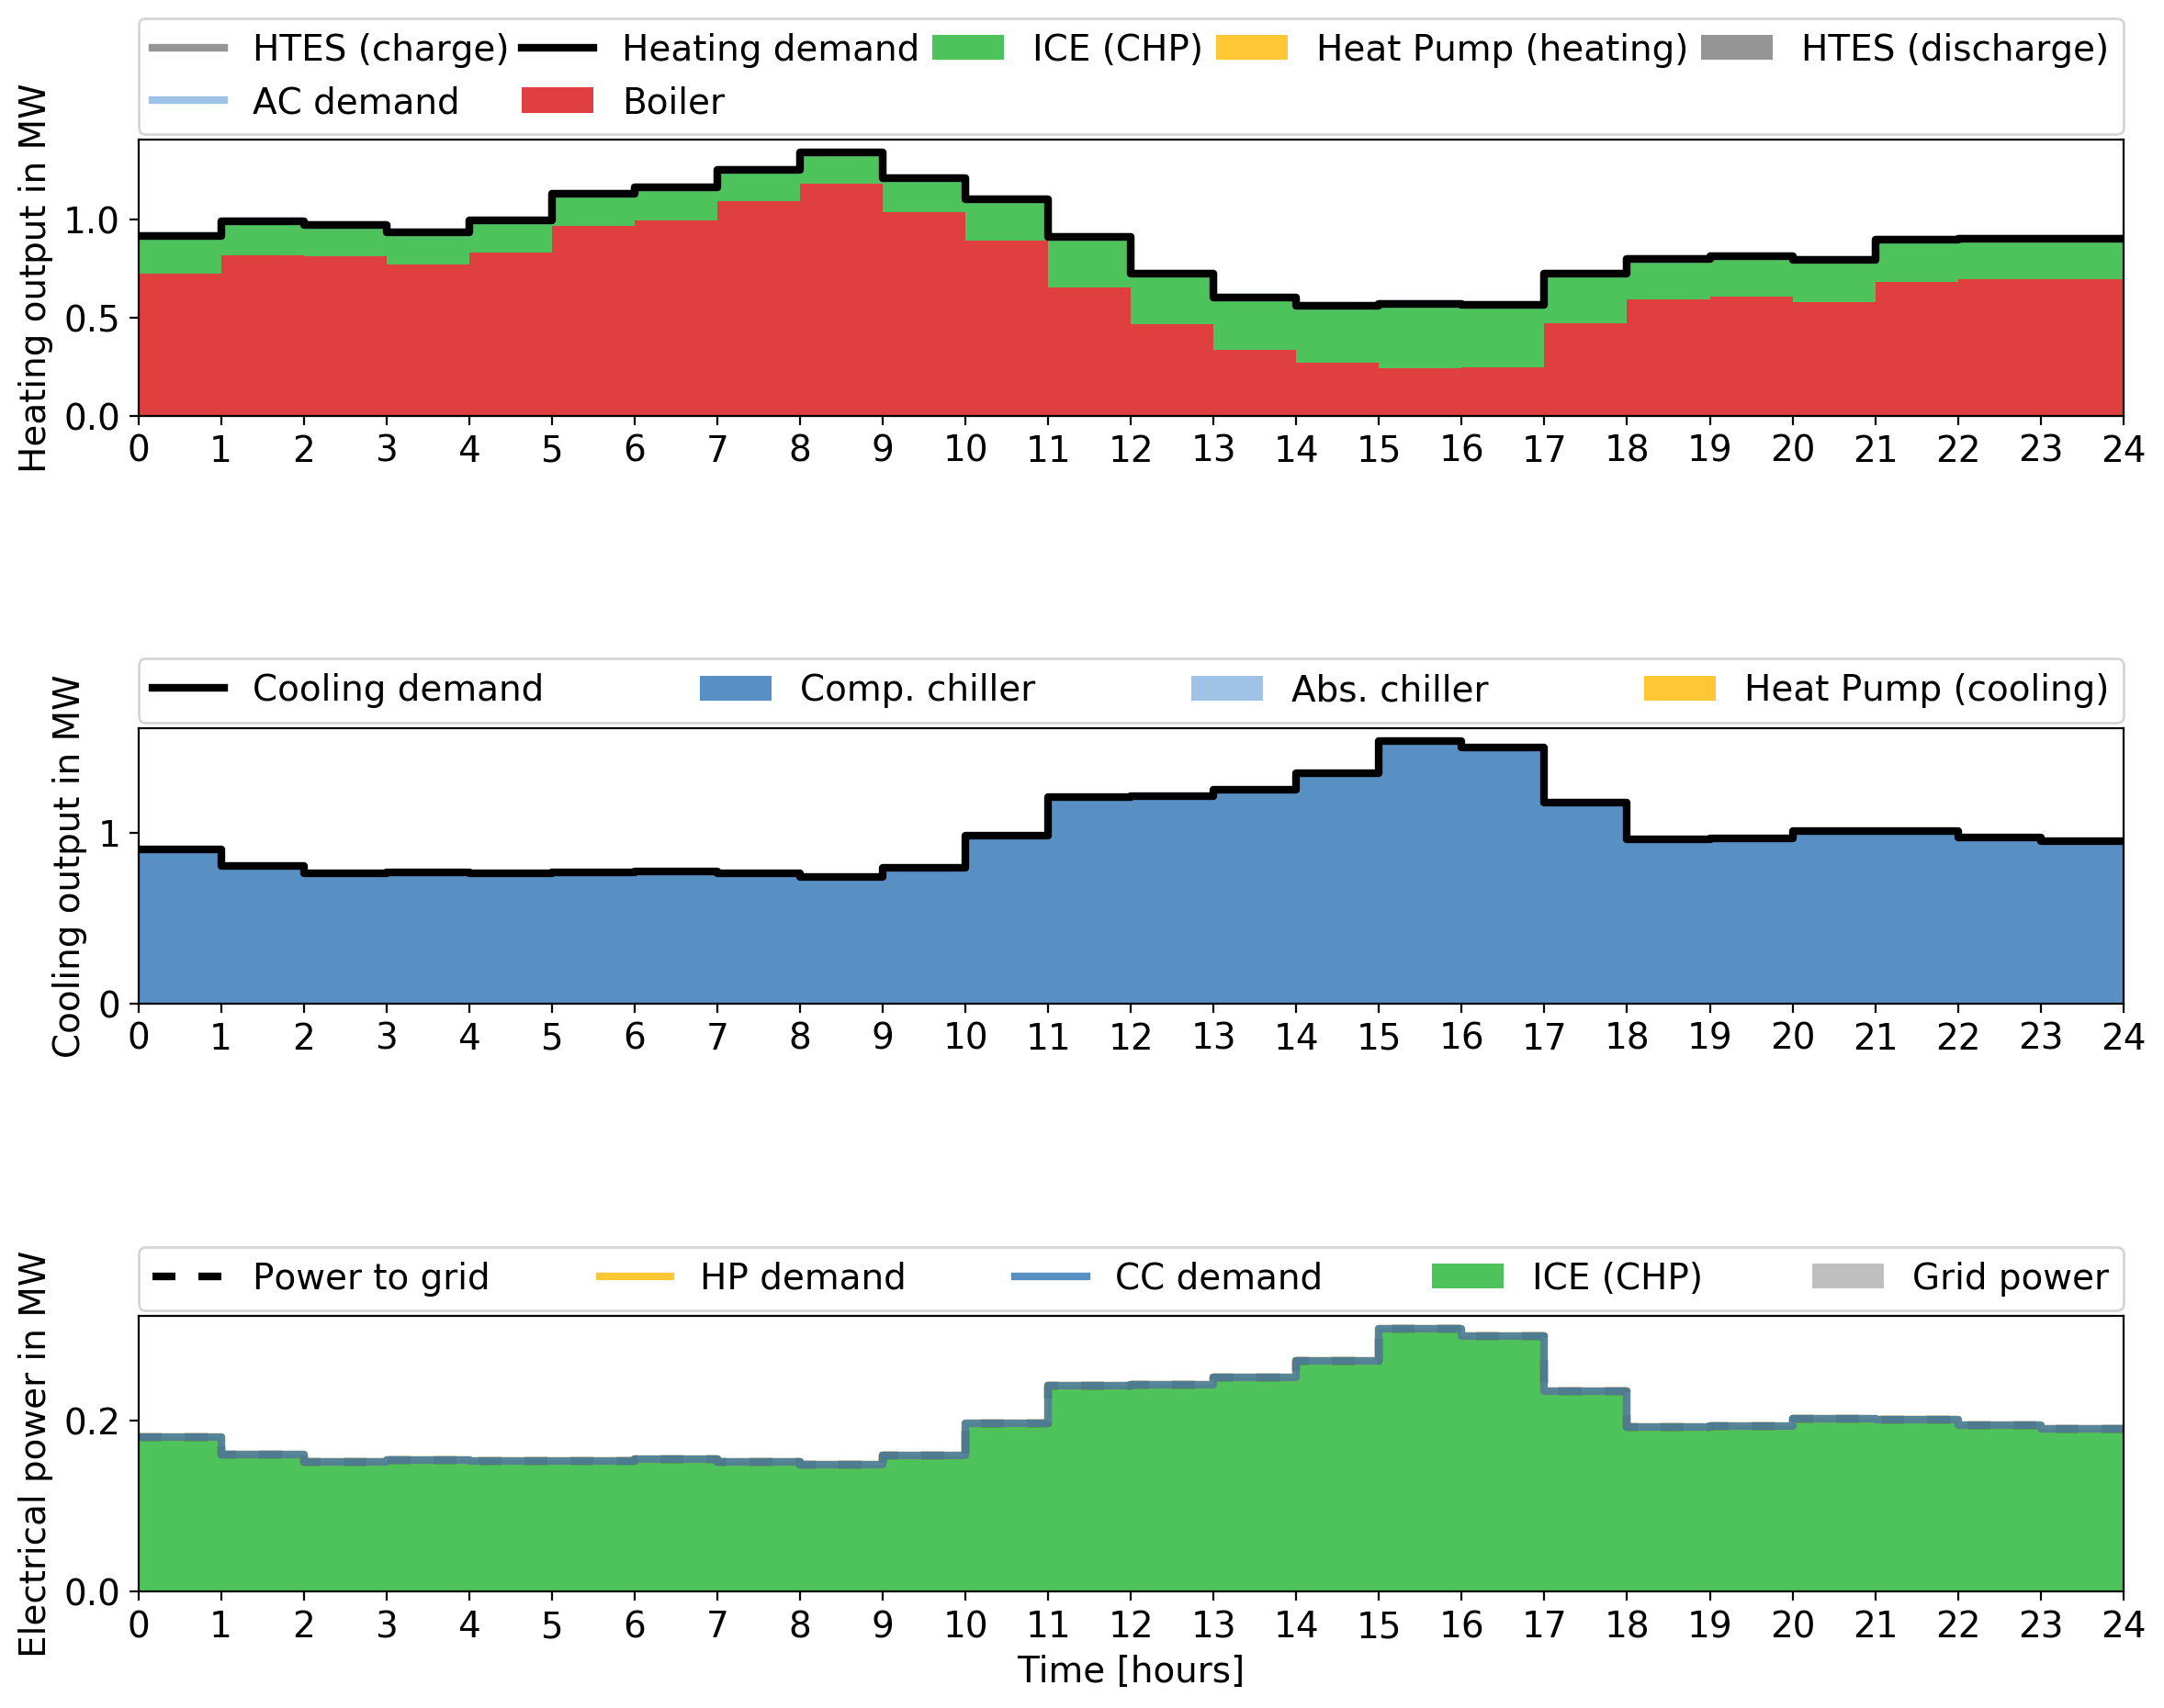 HTES (charge) Heating demand ICE (CHP) Heat Pump (heating) HTES (discharge)
AC demand Boiler
Heating output in MW
1.0
0.5
0.0
0 1 2 3 4 5 6 7 8 9 10 11 12 13 14 15 16 17 18 19 20 21 22 23 24
Cooling demand Comp. chiller Abs. chiller Heat Pump (cooling)
Cooling output in MW
1
0
0 1 2 3 4 5 6 7 8 9 10 11 12 13 14 15 16 17 18 19 20 21 22 23 24
Power to grid HP demand CC demand ICE (CHP) Grid power
Electrical power in MW
0.2
0.0
0 1 2 3 4 5 6 7 8 9 10 11 12 13 14 15 16 17 18 19 20 21 22 23 24
Time [hours]